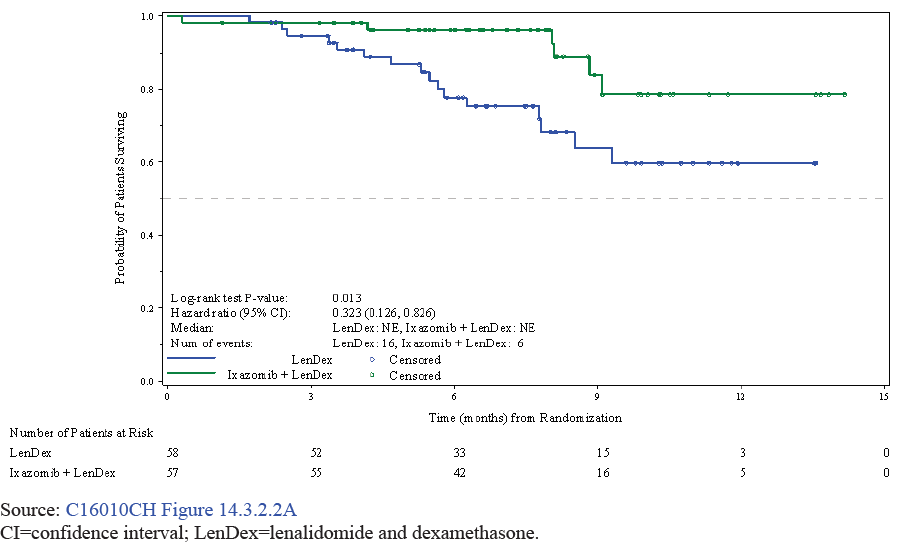 1.0
0.8
0.6
0.4
0.2
0.0
Probability of Patients Surviving
Log-rank test P-value: 0.013
Hazard ratio (95% CI): 0.323 (0.126, 0.826)
Median: LenDex: NE, Ixazomib + LenDex: NE
Num of events: LenDex: 16, Ixazomib + LenDex: 6
LenDex Censored
Ixazomib + LenDex Censored
0 3 6 9 12 15
Time (months) from Randomization
Number of Patients at Risk
LenDex 58 52 33 15 3 0
Ixazomib + LenDex 57 55 42 16 5 0
Source: C16010CH Figure 14.3.2.2A
CI=confidence interval; LenDex=lenalidomide and dexamethasone.